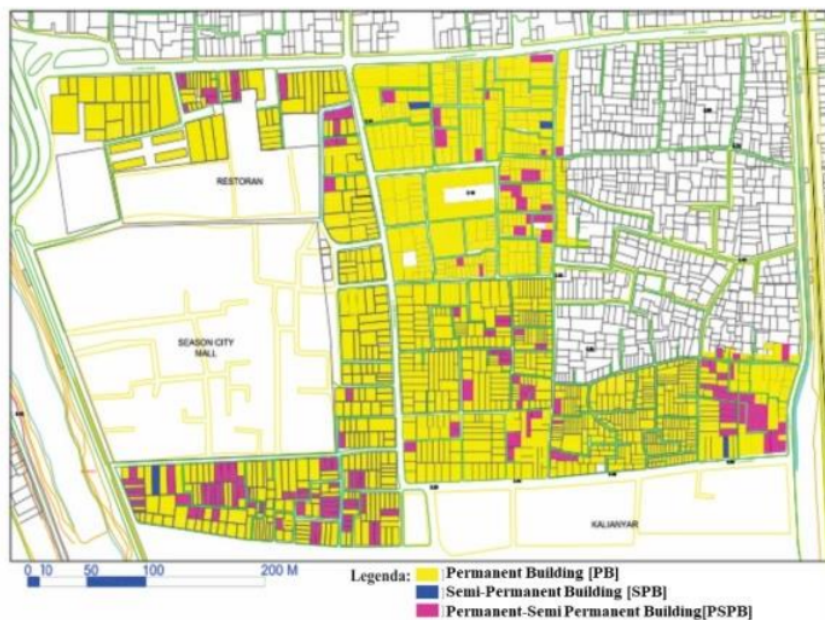 RESTORAN
SEASON CITY
MALL
KALIANYAR
0 10 50 100 200 M
Legenda:
Permanent Building [PB]
Semi-Permanent Building [SPB]
Permanent-Semi Permanent Building[PSPB]